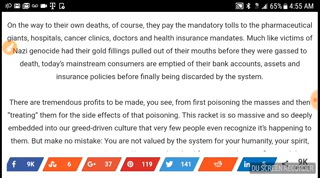 65% 4:55 AM
On the way to their own deaths, of course, they pay the mandatory tolls to the pharmaceutical
giants, hospitals, cancer clinics, doctors and health insurance mandates. Much like victims of
Nazi genocide had their gold fillings pulled out of their mouths before they were gassed to
death, today's mainstream consumers are emptied of their bank accounts, assets and
insurance policies before finally being discarded by the system.
There are tremendous profits to be made, you see, from first poisoning the masses and then
"treating" them for the side effects of that poisoning. This racket is so massive and so deeply
embedded into our greed-driven culture that very few people even recognize it's happening to
them. But make no mistake: You are not valued by the system for your humanity, your spirit,
9K 6 37 119 141 9K
DU SCREEN RECORDER